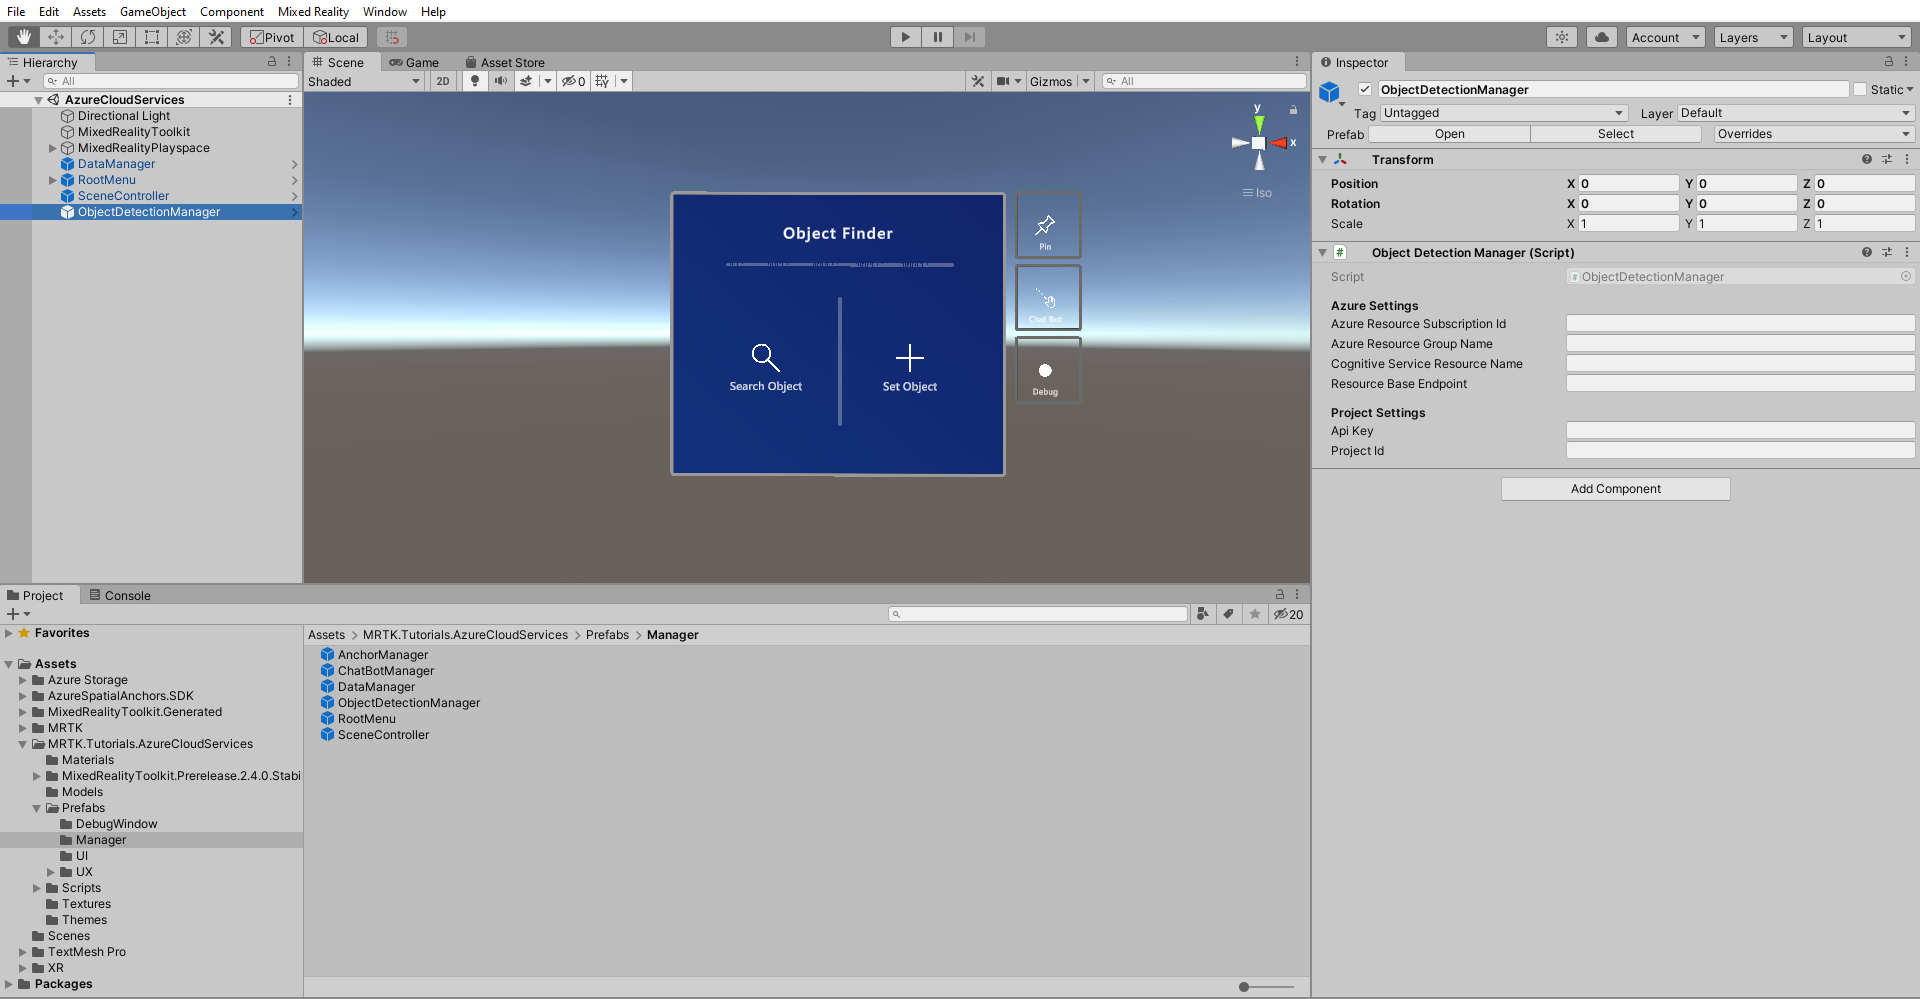 File Edit Assets GameObject Component Mixed Reality Window Help
Pivot Local Account Layers Layout
Hierarchy
All
AzureCloudServices
Directional Light
MixedRealityToolkit
MixedRealityPlayspace
DataManager
RootMenu
SceneController
ObjectDetectionManager
Scene Game Asset Store
Shaded 2D 0 Gizmos All
y
x
Iso
Object Finder
Search Object
Set Object
Pin
Chat Bot
Debug
Inspector
ObjectDetectionManager Static
Tag Untagged Layer Default
Prefab Open Select Overrides
Transform
Position X 0 Y 0 Z 0
Rotation X 0 Y 0 Z 0
Scale X 1 Y 1 Z 1
# Object Detection Manager (Script)
Script # ObjectDetectionManager
Azure Settings
Azure Resource Subscription Id
Azure Resource Group Name
Cognitive Service Resource Name
Resource Base Endpoint
Project Settings
Api Key
Project Id
Add Component
Project Console
20
Favorites
Assets
Azure Storage
AzureSpatialAnchors.SDK
MixedRealityToolkit.Generated
MRTK
MRTK.Tutorials.AzureCloudServices
Materials
MixedRealityToolkit.Prerelease.2.4.0.Stabi
Models
Prefabs
DebugWindow
Manager
UI
UX
Scripts
Textures
Themes
Scenes
TextMesh Pro
XR
Packages
Assets > MRTK.Tutorials.AzureCloudServices > Prefabs > Manager
AnchorManager
ChatBotManager
DataManager
ObjectDetectionManager
RootMenu
SceneController